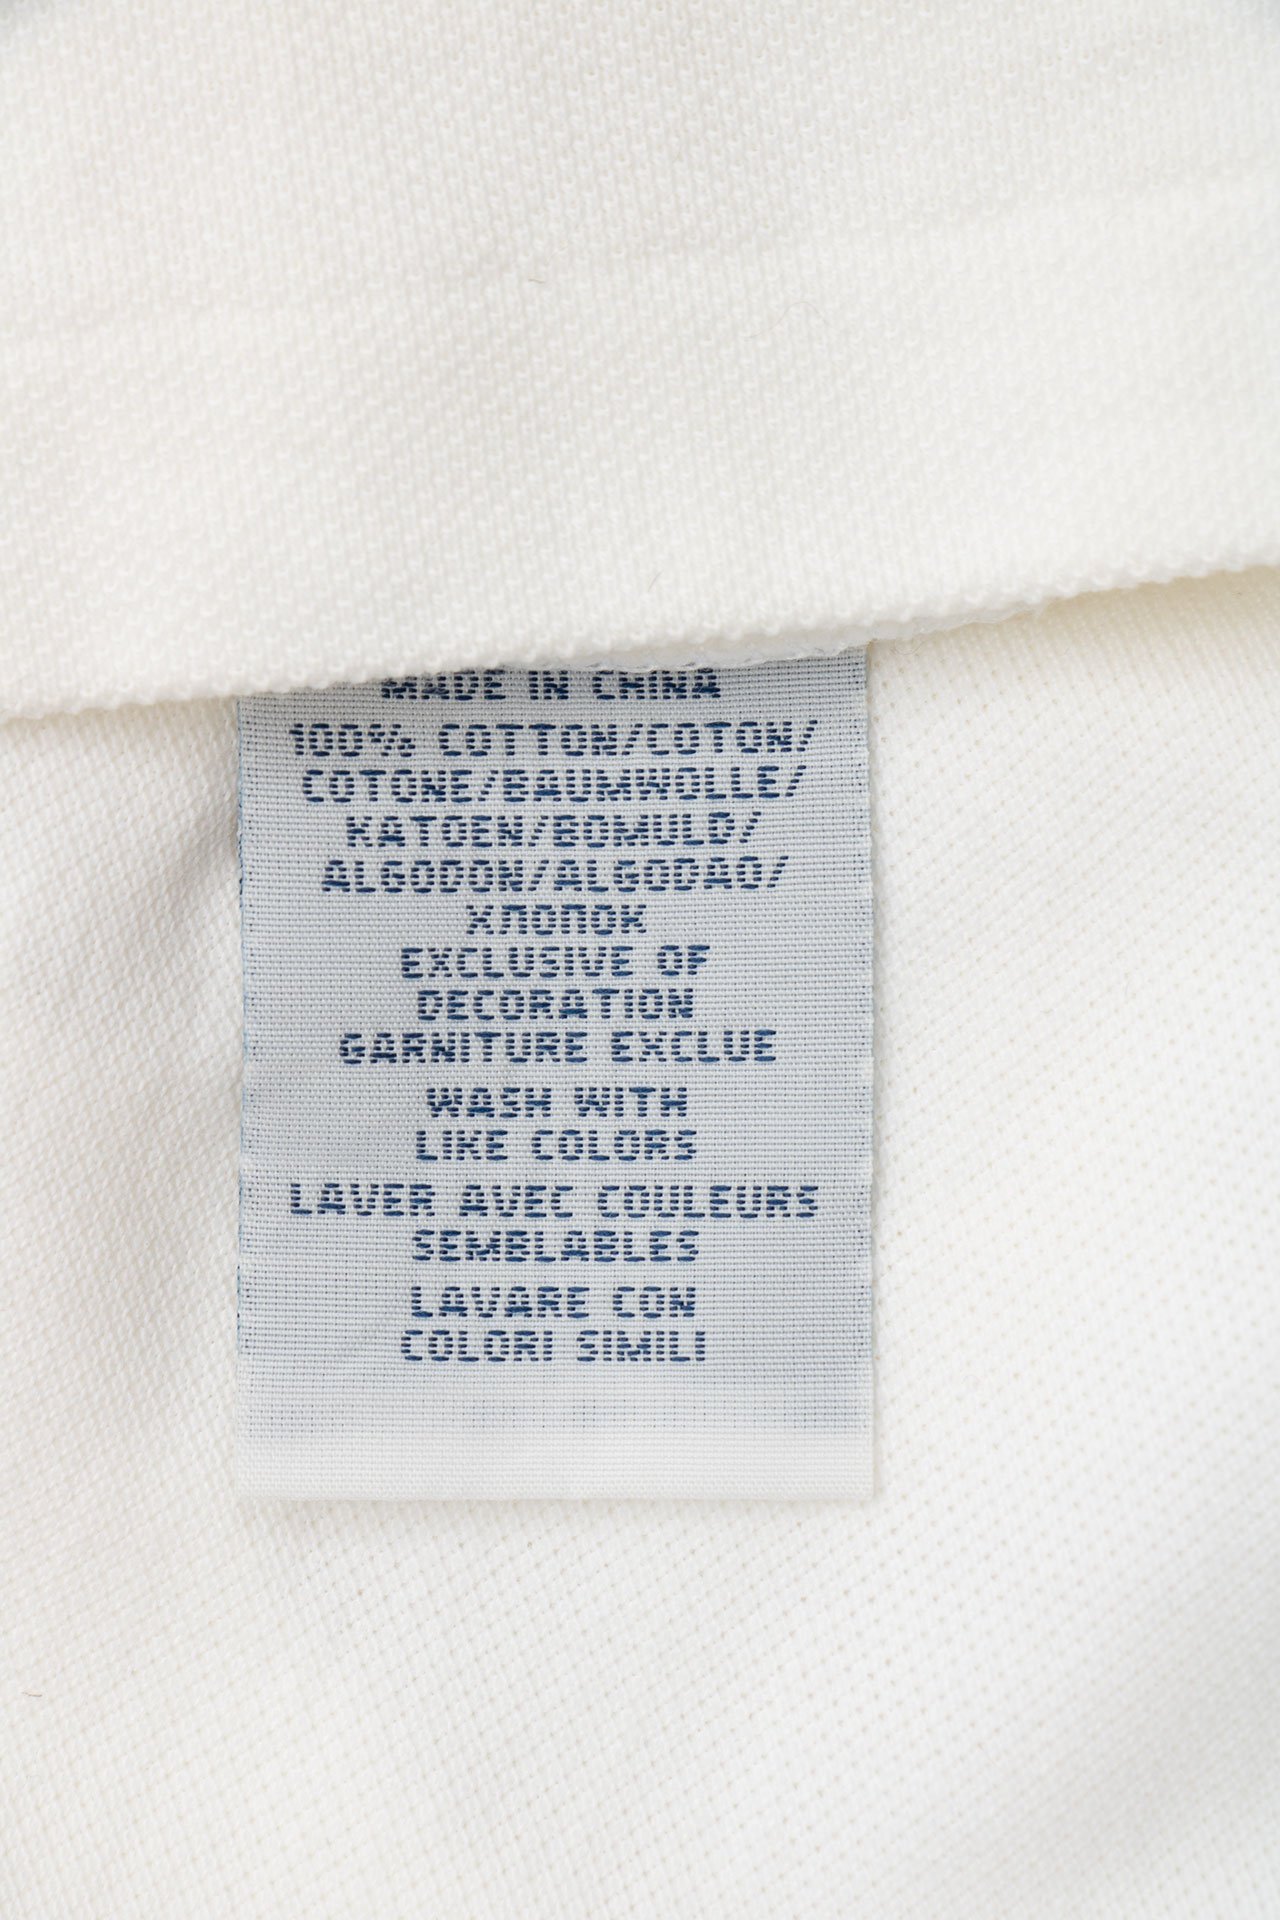 MADE IN CHINA
100% COTTON/COTON/
COTONE/BAUMWOLLE/
KATOEN/BOMULD/
ALGODON/ALGODAO/
ХЛОПОК
EXCLUSIVE OF
DECORATION
GARNITURE EXCLUE
WASH WITH
LIKE COLORS
LAVER AVEC COULEURS
SEMBLABLES
LAVARE CON
COLORI SIMILI